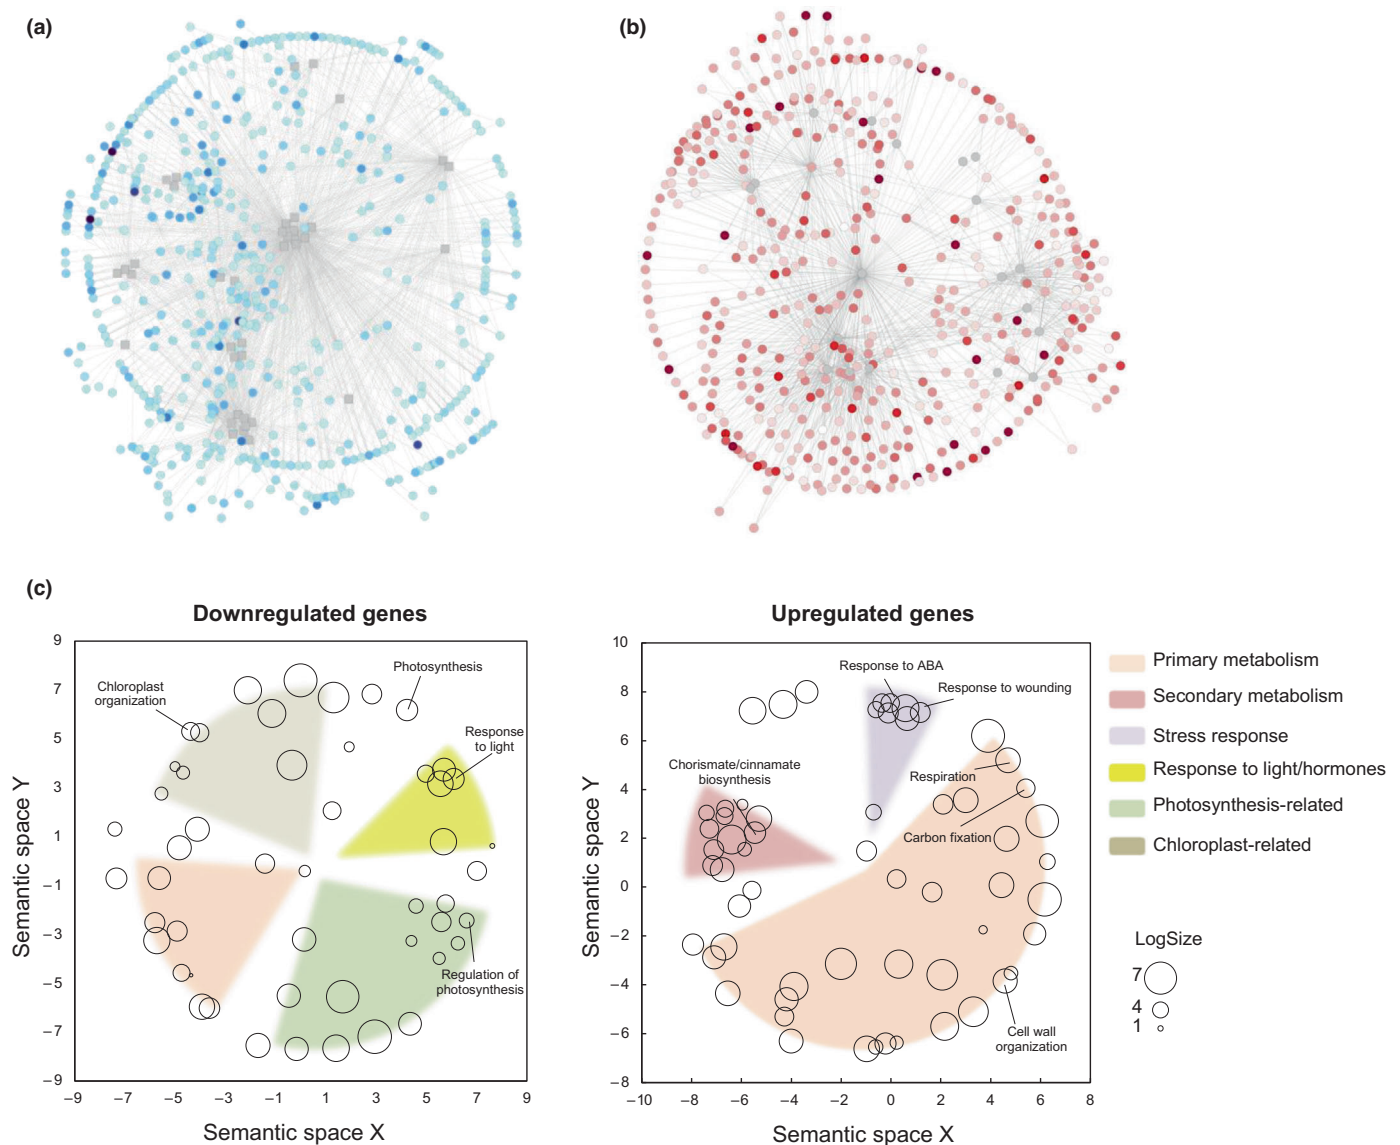 (a)
(b)
(c)
Downregulated genes
9
7
5
3
1
−1
−3
−5
−7
−9
−9
−7
−5
−3
−1
1
3
5
7
9
Semantic space Y
Semantic space X
Chloroplast
organization
Photosynthesis
Response
to light
Regulation of
photosynthesis
Upregulated genes
10
8
6
4
2
0
−2
−4
−6
−8
−10
−8
−6
−4
−2
0
2
4
6
8
Semantic space Y
Semantic space X
Response to ABA
Response to wounding
Chorismate/cinnamate
biosynthesis
Respiration
Carbon fixation
Cell wall
organization
Primary metabolism
Secondary metabolism
Stress response
Response to light/hormones
Photosynthesis-related
Chloroplast-related
LogSize
7
4
1